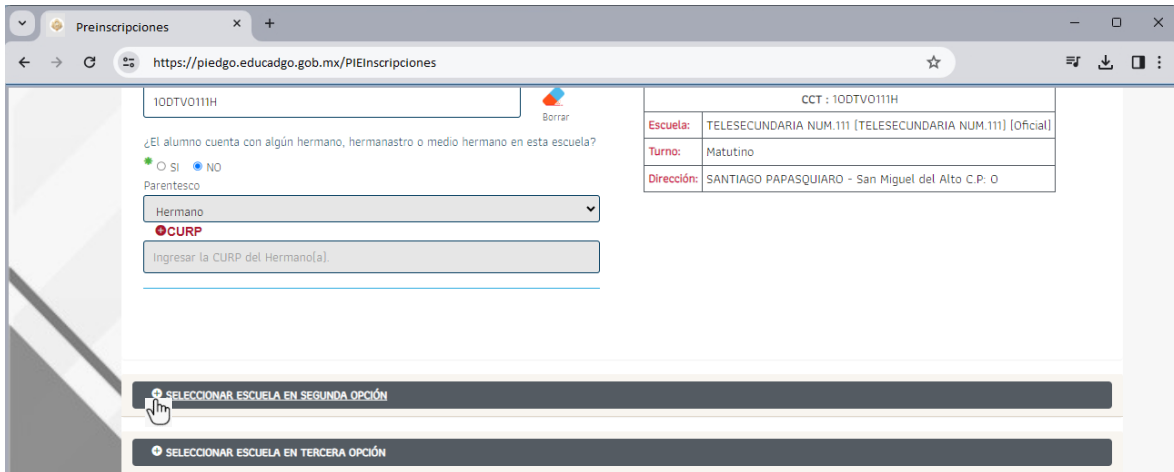 Preinscripciones
https://piedgo.educadgo.gob.mx/PIEInscripciones
10DTV0111H
Borrar
¿El alumno cuenta con algún hermano, hermanastro o medio hermano en esta escuela?
SI NO
Parentesco
Hermano
CURP
Ingresar la CURP del Hermano(a).
CCT : 10DTV0111H
Escuela: TELESECUNDARIA NUM.111 [TELESECUNDARIA NUM.111] [Oficial]
Turno: Matutino
Dirección: SANTIAGO PAPASQUIARO - San Miguel del Alto C.P: 0
SELECCIONAR ESCUELA EN SEGUNDA OPCIÓN
SELECCIONAR ESCUELA EN TERCERA OPCIÓN